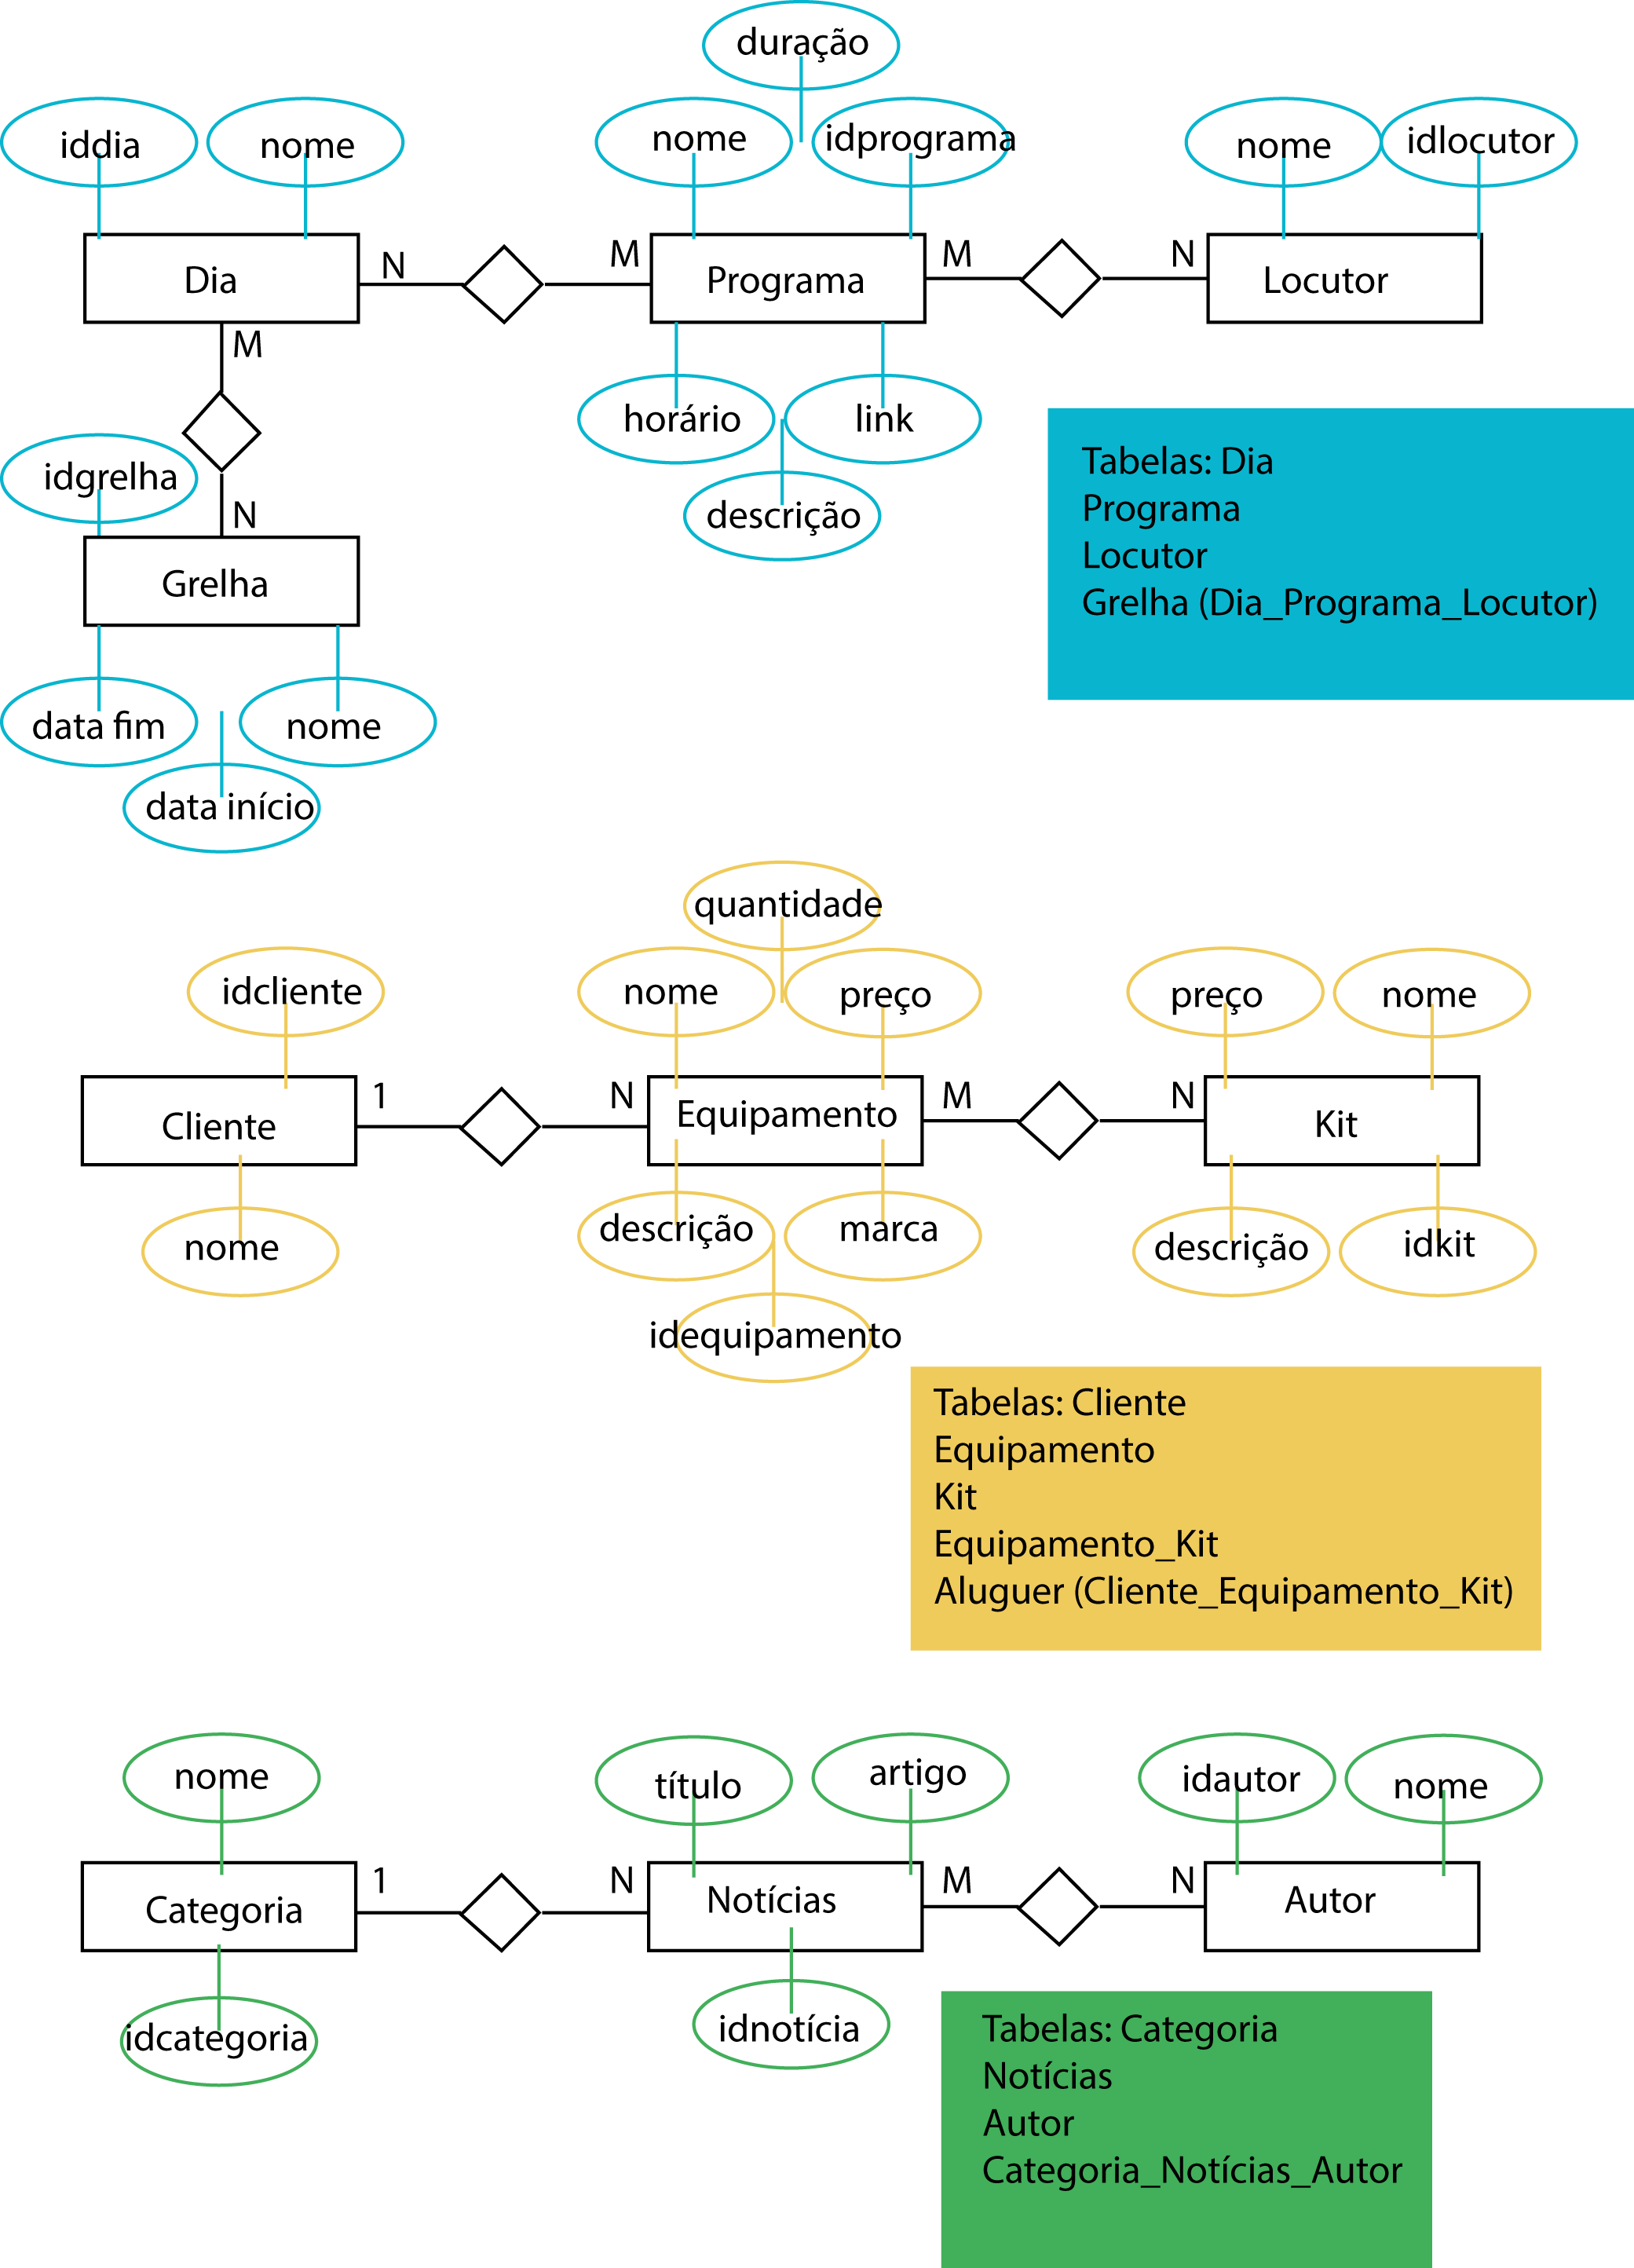 duração
iddia
nome
nome
idprograma
nome
idlocutor
Dia
N
M
Programa
M
N
Locutor
M
horário
link
idgrelha
N
descrição
Grelha
data fim
nome
data início
Tabelas: Dia
Programa
Locutor
Grelha (Dia_Programa_Locutor)
quantidade
idcliente
nome
preço
preço
nome
Cliente
1
N
Equipamento
M
N
Kit
nome
descrição
marca
descrição
idkit
idequipamento
Tabelas: Cliente
Equipamento
Kit
Equipamento_Kit
Aluguer (Cliente_Equipamento_Kit)
nome
título
artigo
idautor
nome
Categoria
1
N
Notícias
M
N
Autor
idcategoria
idnotícia
Tabelas: Categoria
Notícias
Autor
Categoria_Notícias_Autor